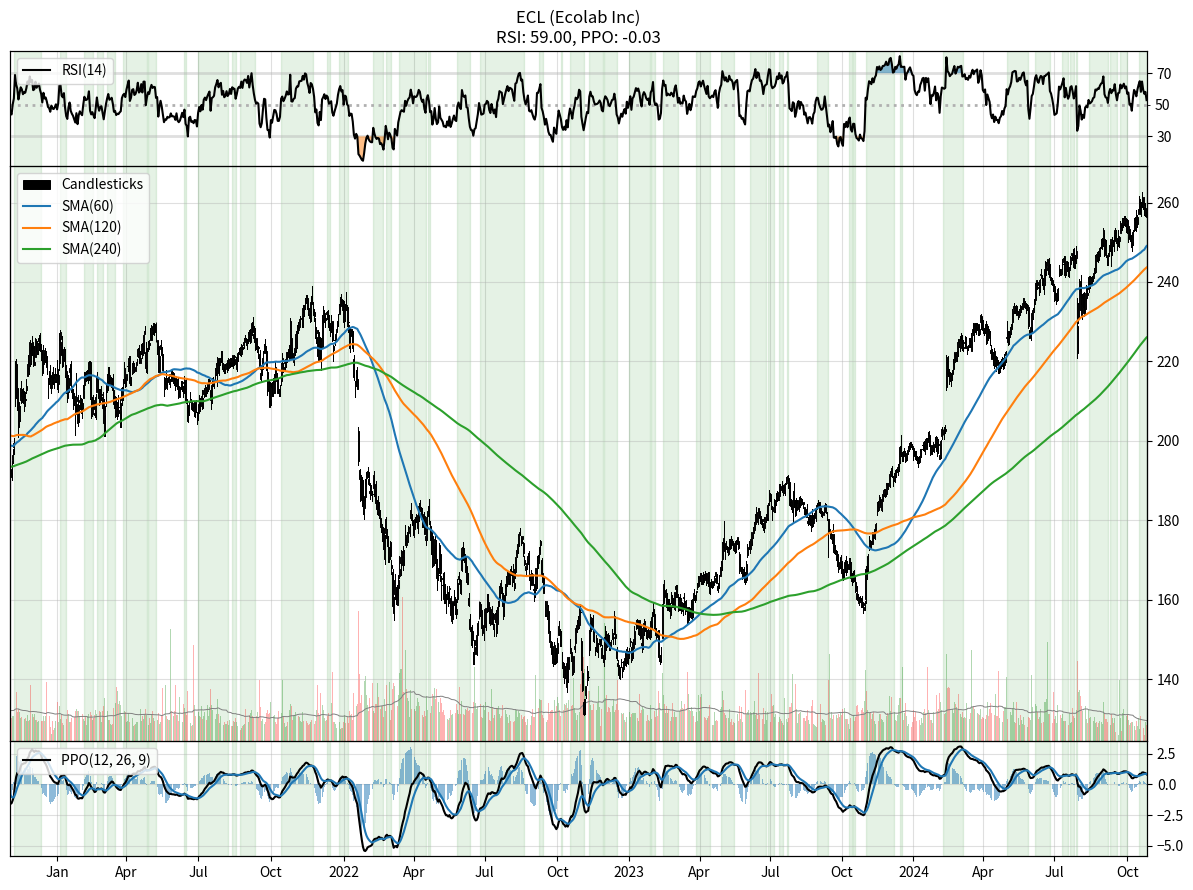 ECL (Ecolab Inc)
RSI: 59.00, PPO: -0.03
RSI(14)
70
50
30
Candlesticks
SMA(60)
SMA(120)
SMA(240)
260
240
220
200
180
160
140
PPO(12, 26, 9)
2.5
0.0
−2.5
−5.0
Jan Apr Jul Oct 2022 Apr Jul Oct 2023 Apr Jul Oct 2024 Apr Jul Oct